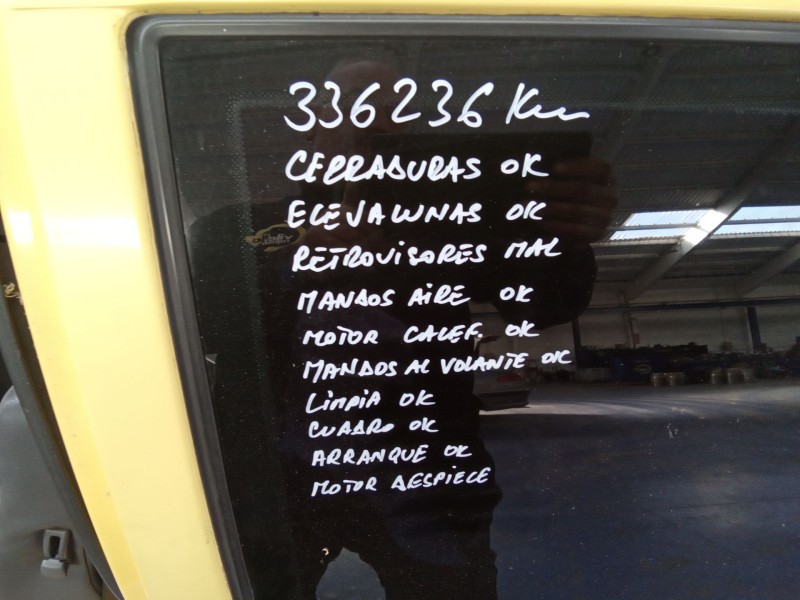 336236 Km
CERRADURAS OK
ELEVALUNAS OK
RETROVISORES MAL
MANDOS AIRE OK
MOTOR CALEF. OK
MANDOS AL VOLANTE OK
LIMPIA OK
CUADRO OK
ARRANQUE OK
MOTOR DESPIECE